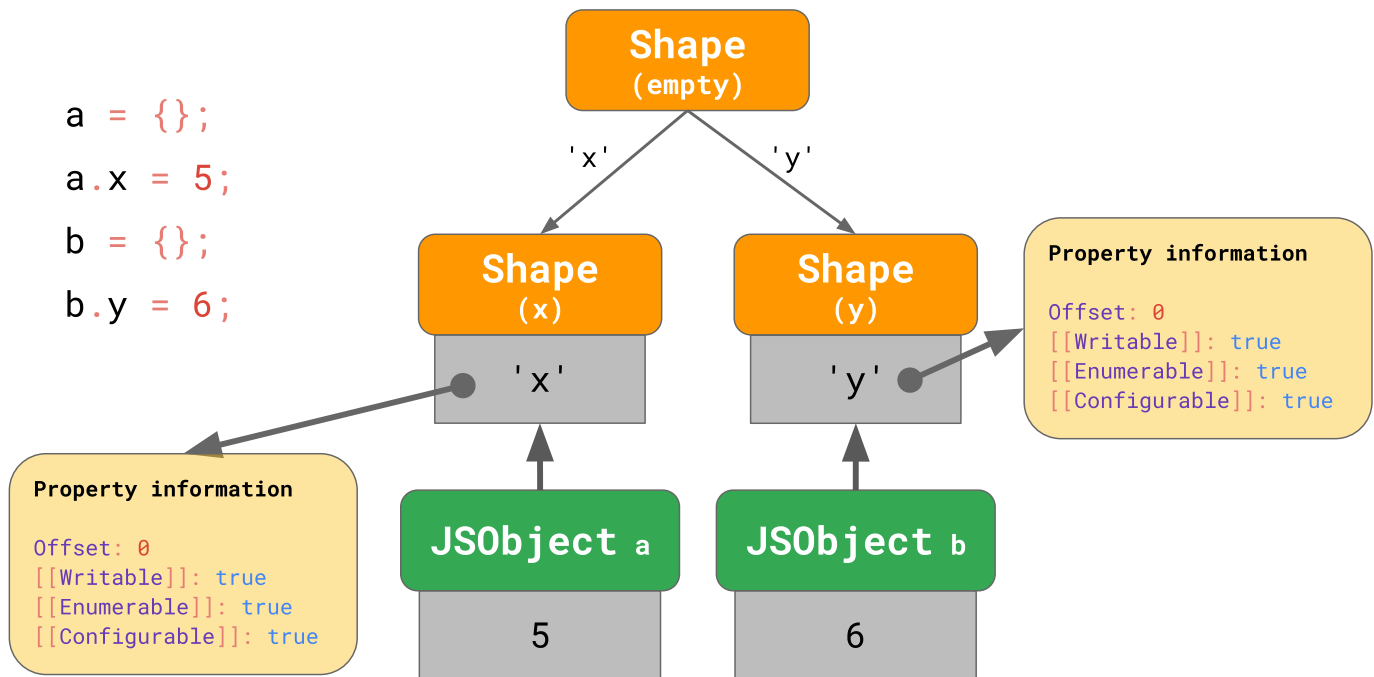 Shape
(empty)
a = {};
a.x = 5;
b = {};
b.y = 6;
'x'
'y'
Shape
(x)
'x'
Shape
(y)
'y'
Property information
Offset: 0
[[Writable]]: true
[[Enumerable]]: true
[[Configurable]]: true
Property information
Offset: 0
[[Writable]]: true
[[Enumerable]]: true
[[Configurable]]: true
JSObject a
5
JSObject b
6